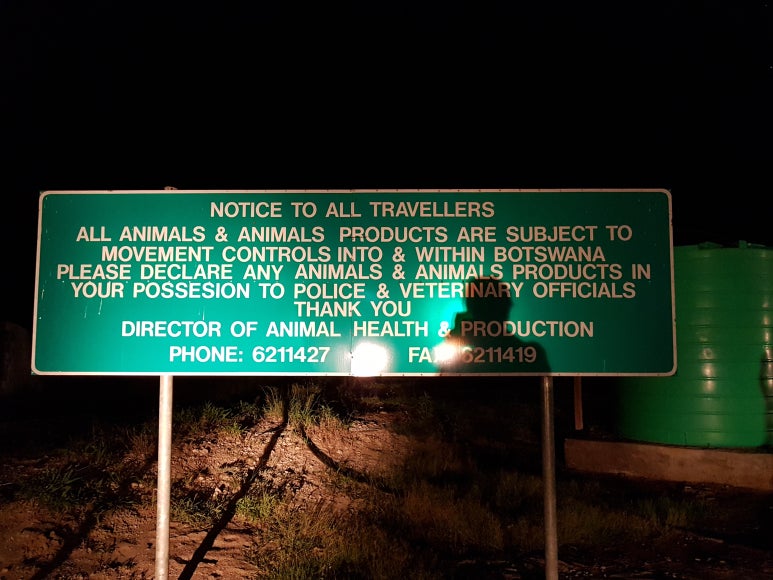 NOTICE TO ALL TRAVELLERS
ALL ANIMALS & ANIMALS PRODUCTS ARE SUBJECT TO
MOVEMENT CONTROLS INTO & WITHIN BOTSWANA
PLEASE DECLARE ANY ANIMALS & ANIMALS PRODUCTS IN
YOUR POSSESION TO POLICE & VETERINARY OFFICIALS
THANK YOU
DIRECTOR OF ANIMAL HEALTH & PRODUCTION
PHONE: 6211427 FAX 6211419